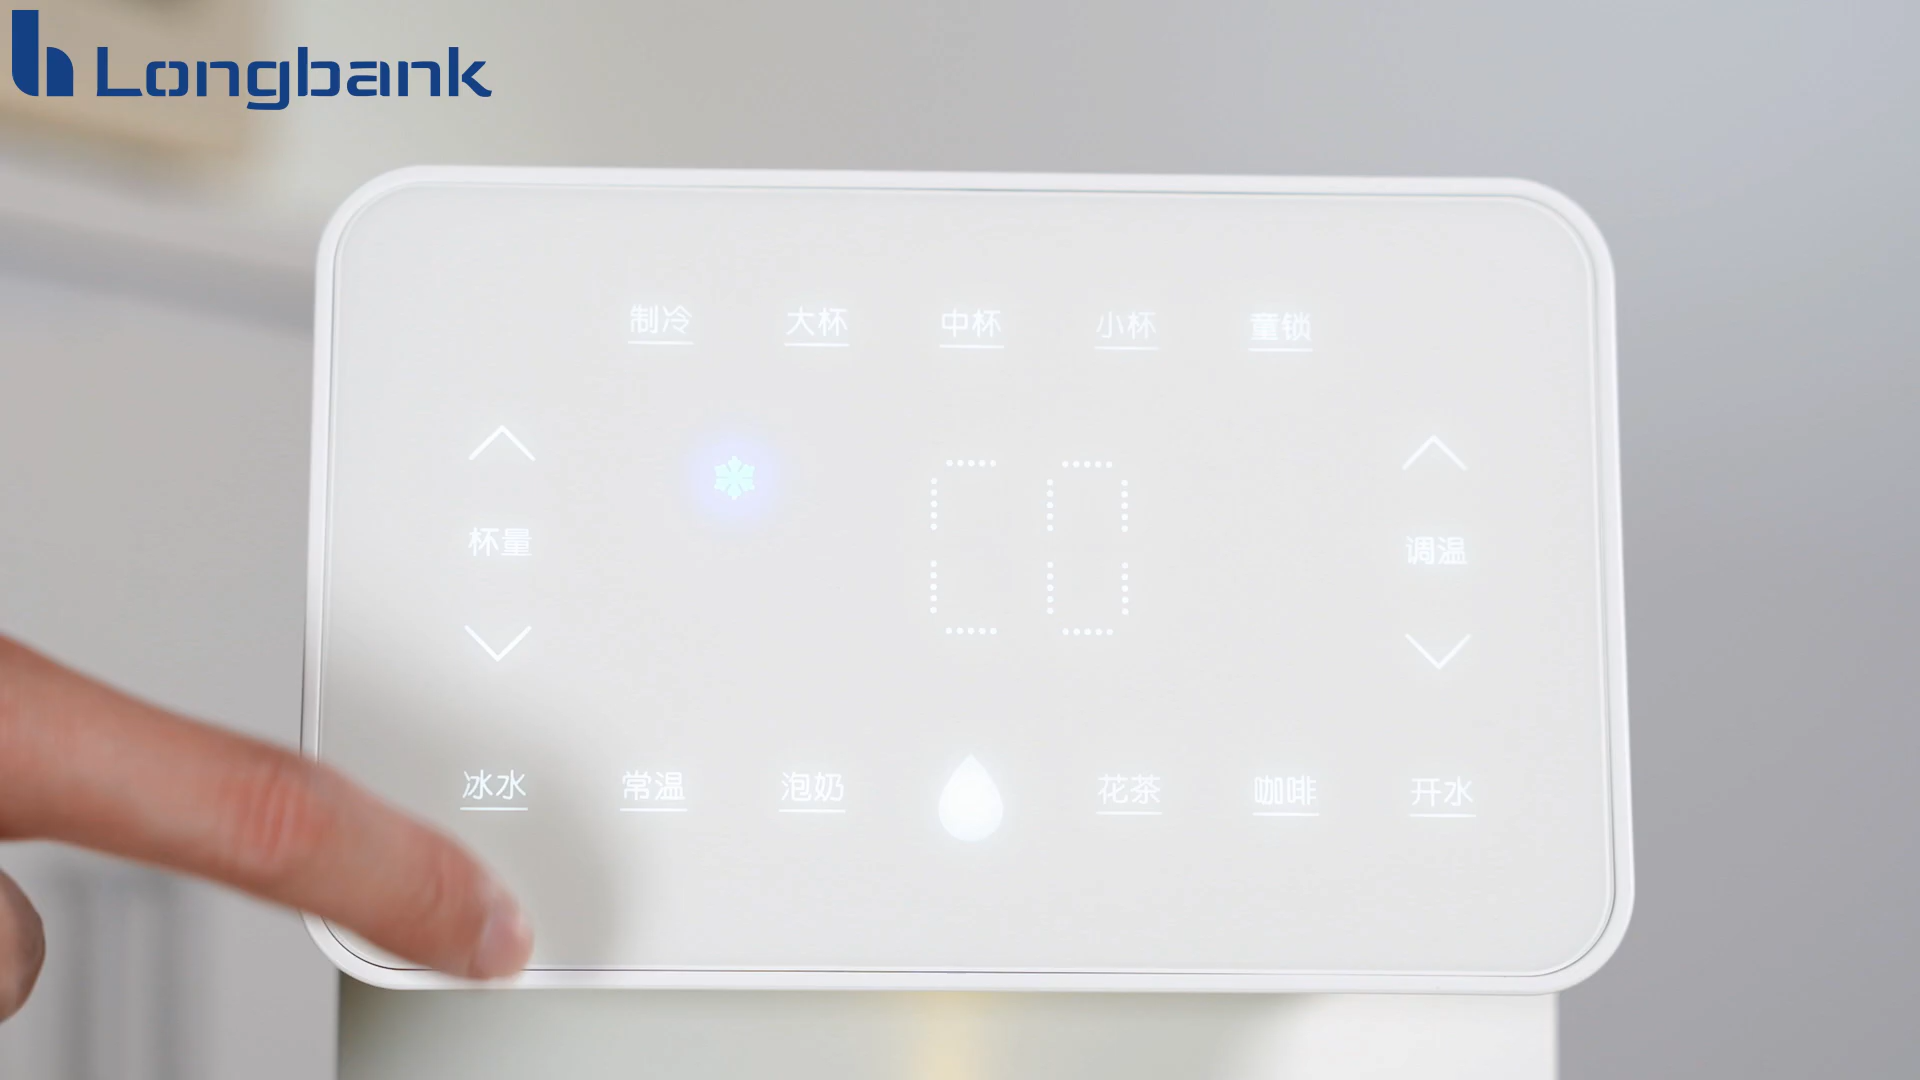 Longbank
制冷 大杯 中杯 小杯 童锁
杯量 C0 调温
冰水 常温 泡奶 花茶 咖啡 开水